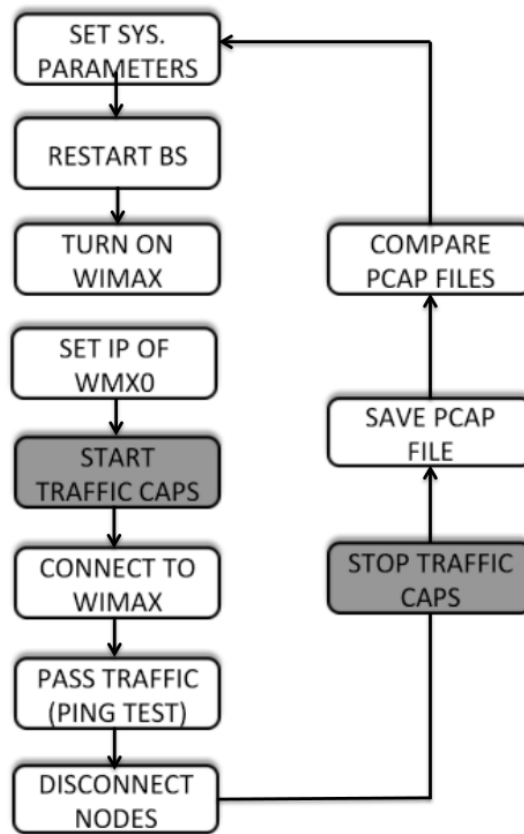 SET SYS.
PARAMETERS
RESTART BS
TURN ON
WIMAX
SET IP OF
WMX0
START
TRAFFIC CAPS
CONNECT TO
WIMAX
PASS TRAFFIC
(PING TEST)
DISCONNECT
NODES
STOP TRAFFIC
CAPS
SAVE PCAP
FILE
COMPARE
PCAP FILES